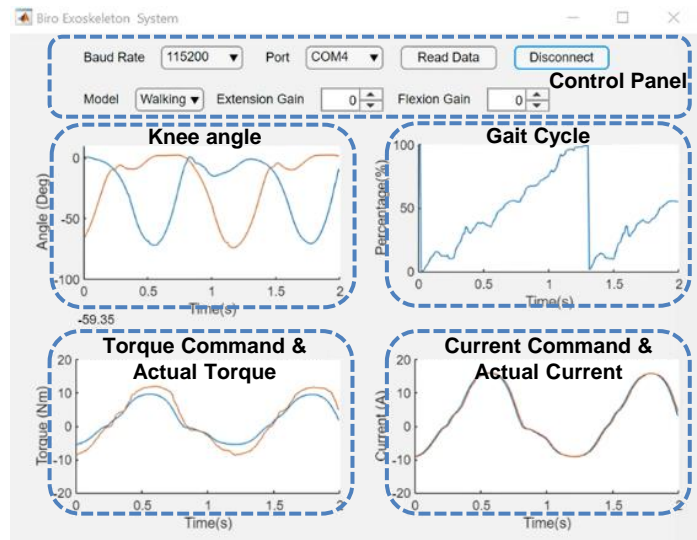 Biro Exoskeleton System
Baud Rate 115200 Port COM4 Read Data Disconnect
Control Panel
Model Walking Extension Gain 0 Flexion Gain 0
Knee angle
Angle (Deg)
0
-50
-100
0 0.5 1 1.5 2
Time(s)
-59.35
Gait Cycle
Percentage(%)
100
50
0
0 0.5 1 1.5 2
Time(s)
Torque Command &
Actual Torque
Torque (Nm)
20
10
0
-10
-20
0 0.5 1 1.5 2
Time(s)
Current Command &
Actual Current
Current (A)
20
10
0
-10
-20
0 0.5 1 1.5 2
Time(s)